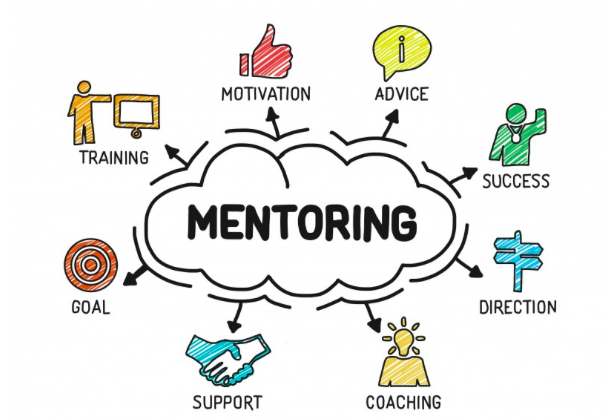 MOTIVATION
ADVICE
TRAINING
SUCCESS
MENTORING
GOAL
DIRECTION
SUPPORT
COACHING